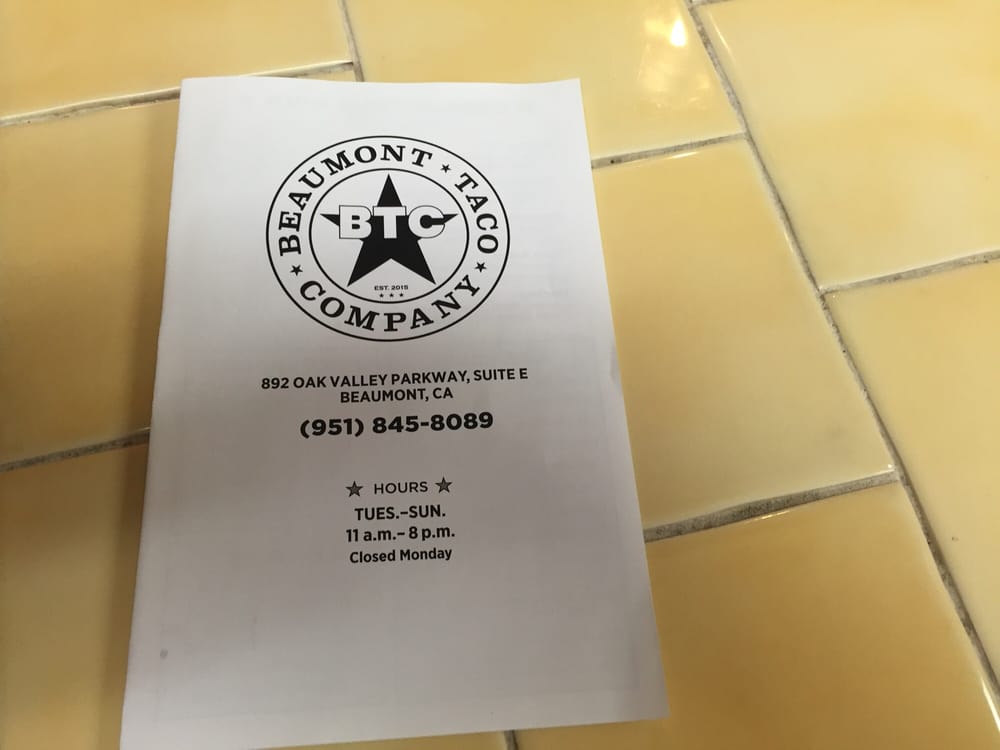 BEAUMONT ★ TACO ★ COMPANY ★
BTC
EST. 2015
★ ★ ★
892 OAK VALLEY PARKWAY, SUITE E
BEAUMONT, CA
(951) 845-8089
★ HOURS ★
TUES.–SUN.
11 a.m.– 8 p.m.
Closed Monday